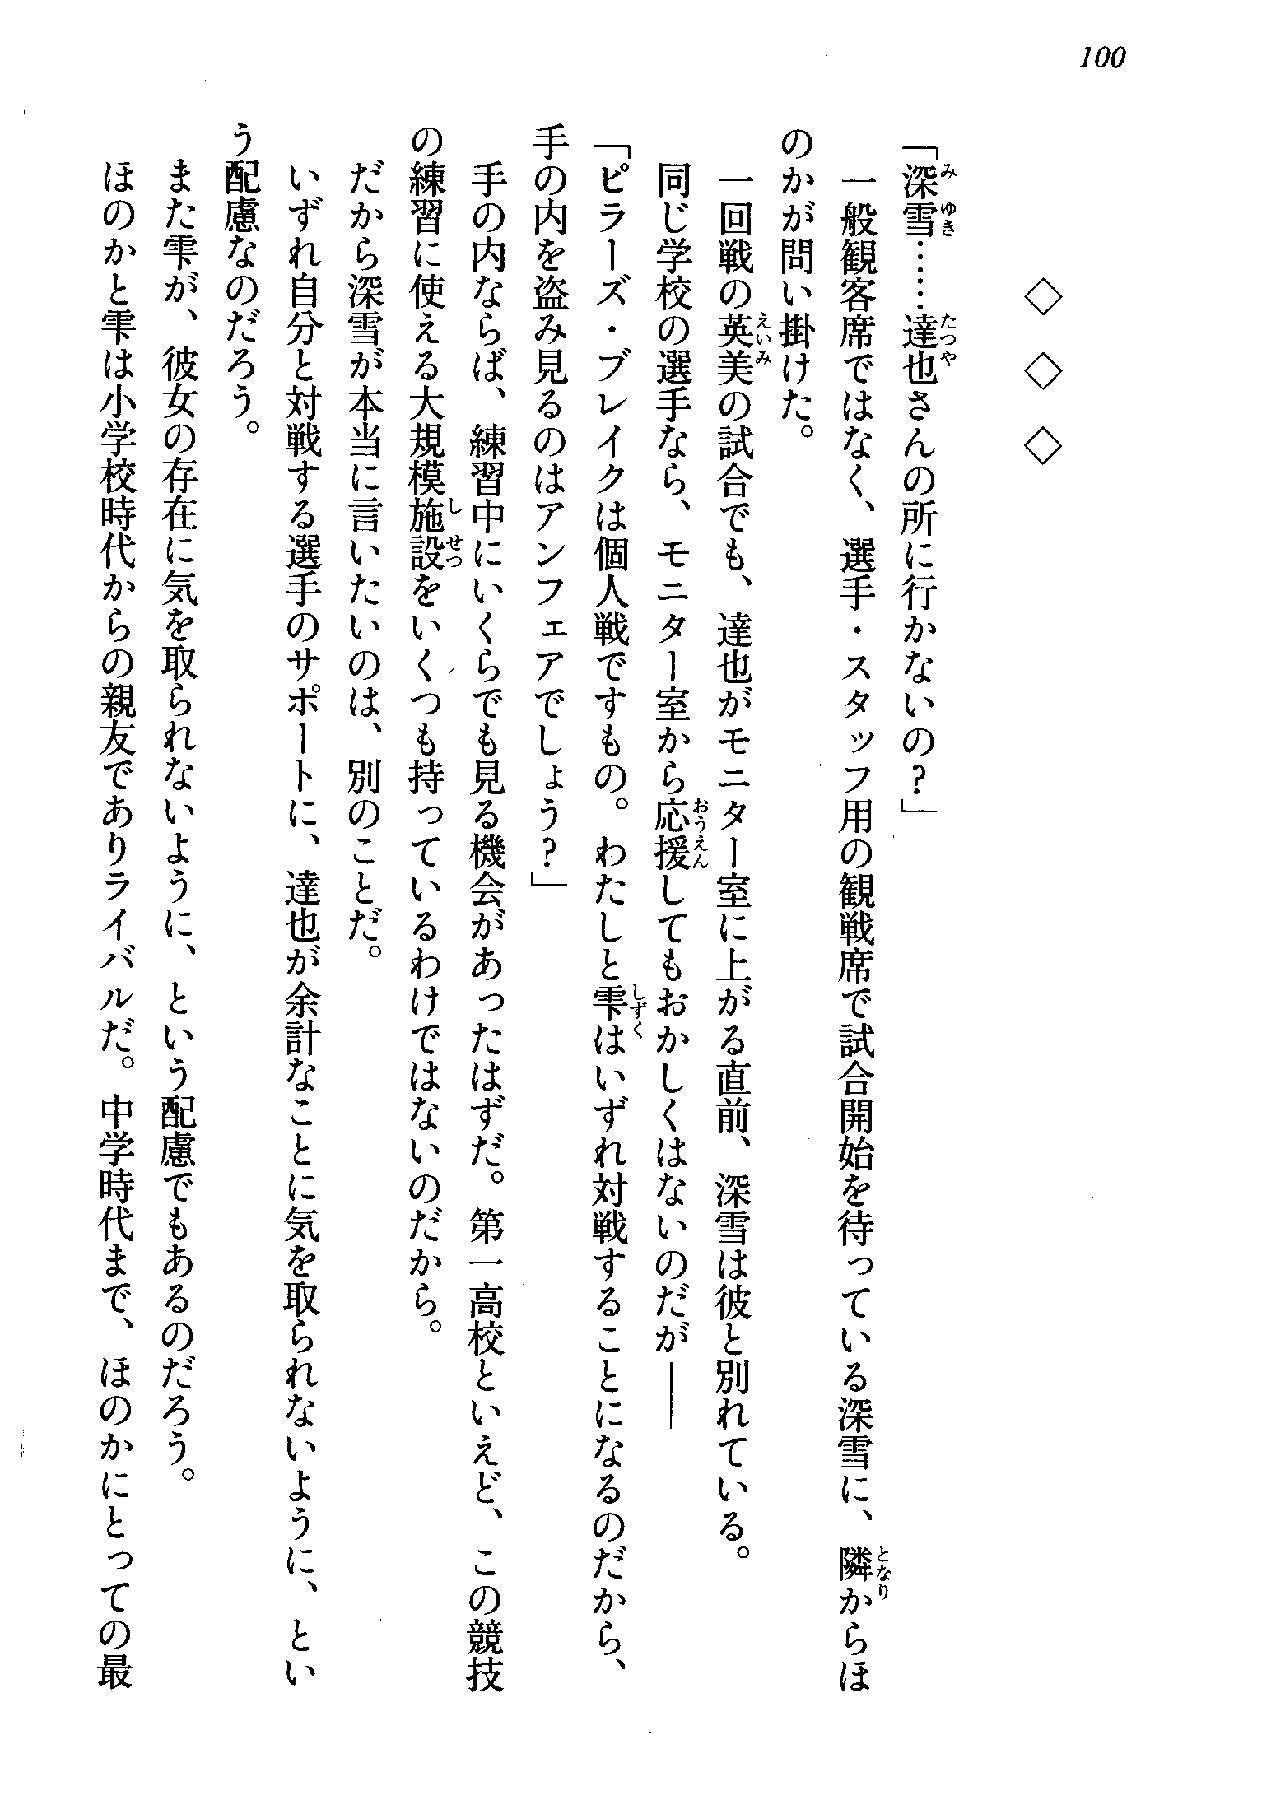 100
◇ ◇ ◇
「深雪……達也さんの所に行かないの？」
一般観客席ではなく、選手・スタッフ用の観戦席で試合開始を待っている深雪に、隣からほ
のかが問い掛けた。
一回戦の英美の試合でも、達也がモニター室に上がる直前、深雪は彼と別れている。
同じ学校の選手なら、モニター室から応援してもおかしくはないのだが――
「ピラーズ・ブレイクは個人戦ですもの。わたしと雫はいずれ対戦することになるのだから、
手の内を盗み見るのはアンフェアでしょう？」
手の内ならば、練習中にいくらでも見る機会があったはずだ。第一高校といえど、この競技
の練習に使える大規模施設をいくつも持っているわけではないのだから。
だから深雪が本当に言いたいのは、別のことだ。
いずれ自分と対戦する選手のサポートに、達也が余計なことに気を取られないように、とい
う配慮なのだろう。
また雫が、彼女の存在に気を取られないように、という配慮でもあるのだろう。
ほのかと雫は小学校時代からの親友でありライバルだ。中学時代まで、ほのかにとっての最